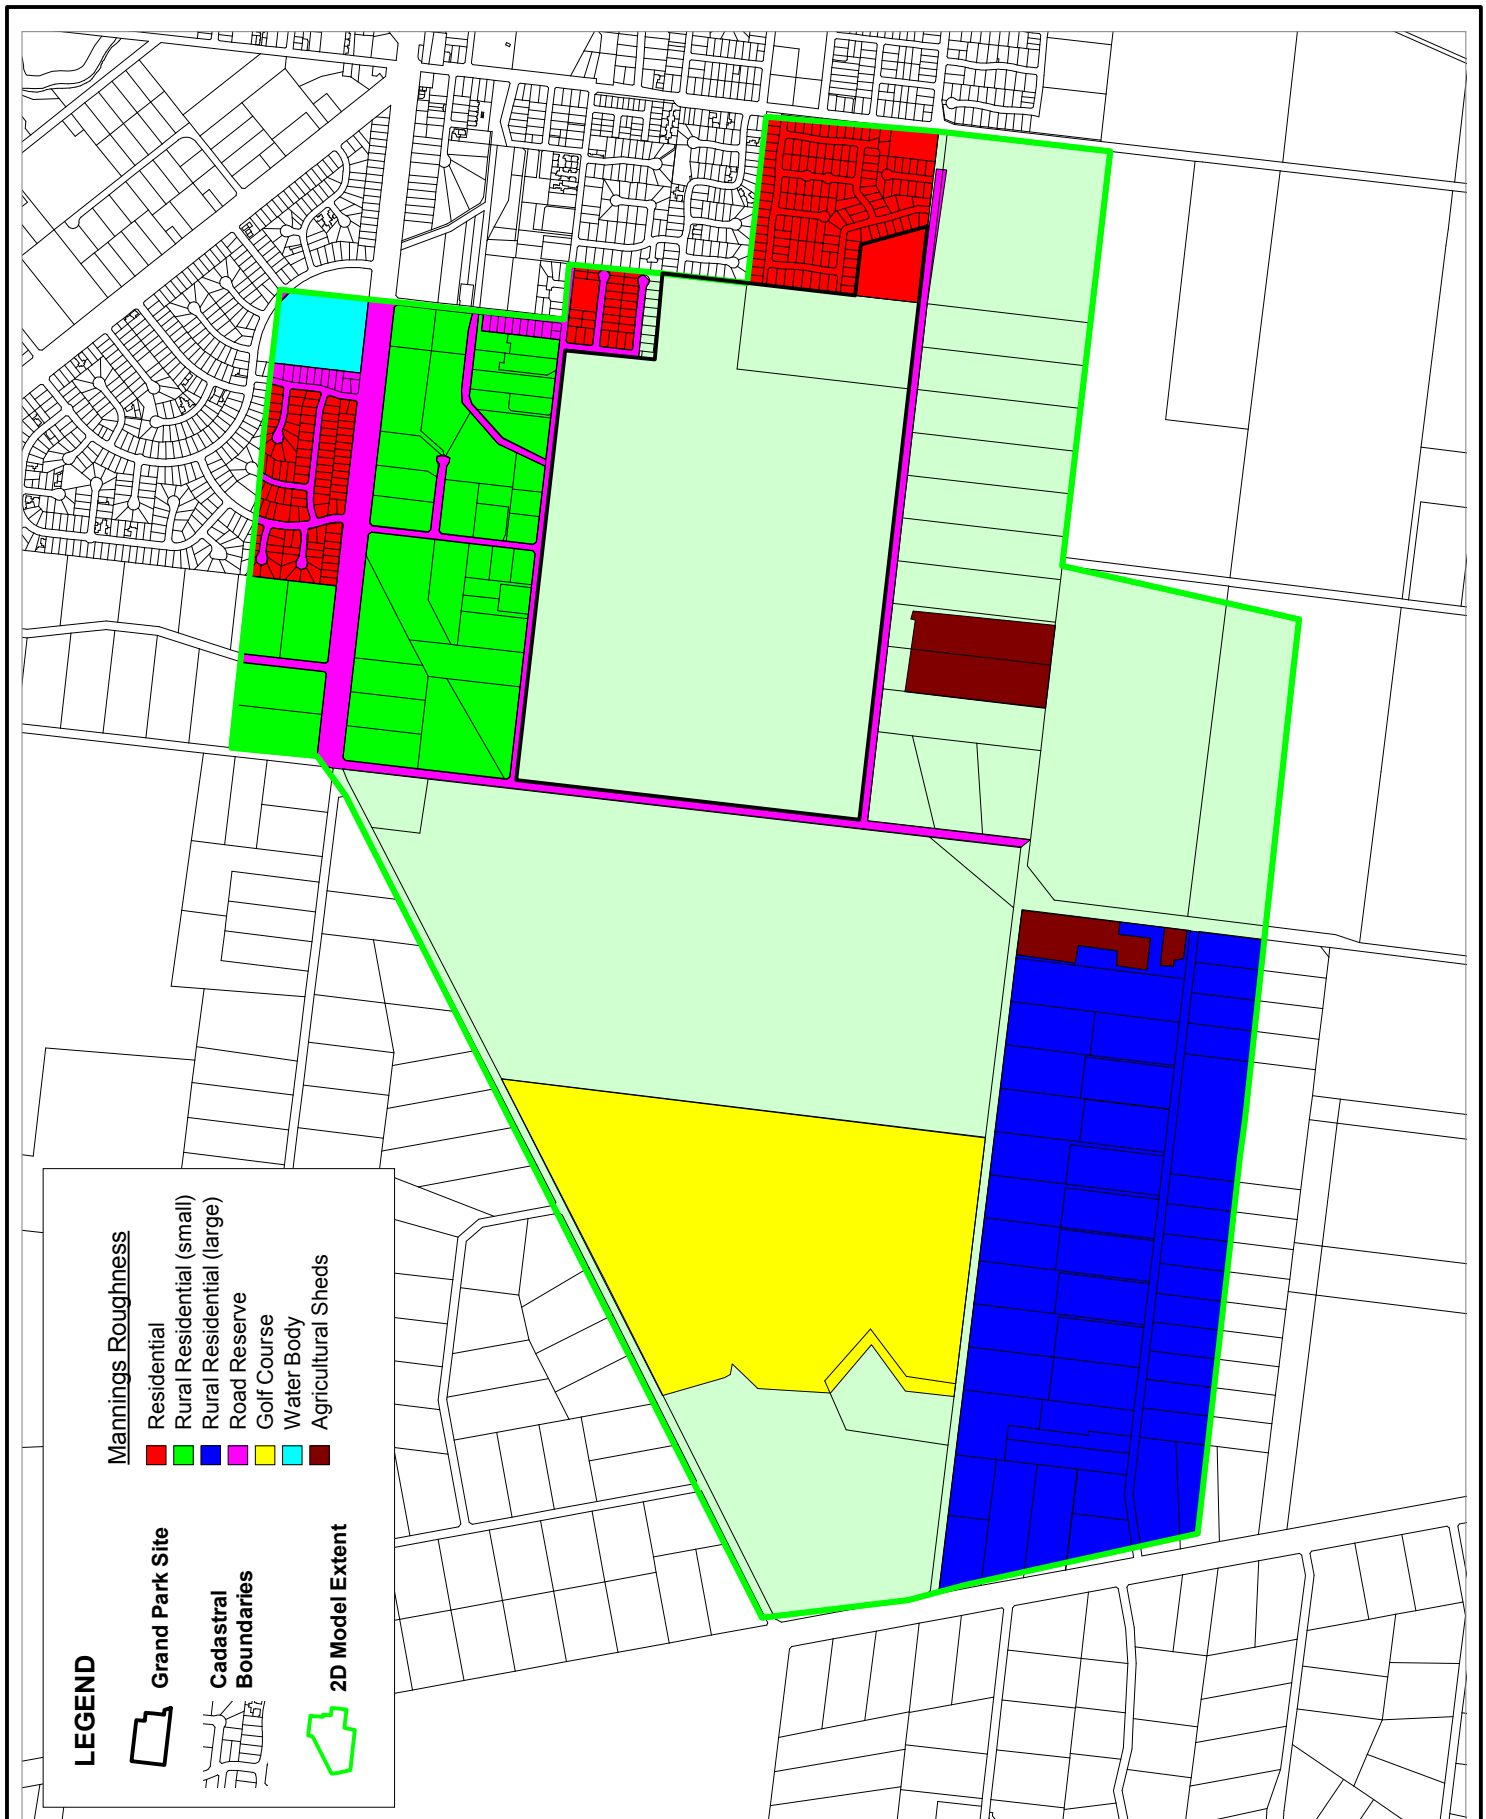 LEGEND
Grand Park Site
Cadastral
Boundaries
2D Model Extent
Mannings Roughness
Residential
Rural Residential (small)
Rural Residential (large)
Road Reserve
Golf Course
Water Body
Agricultural Sheds